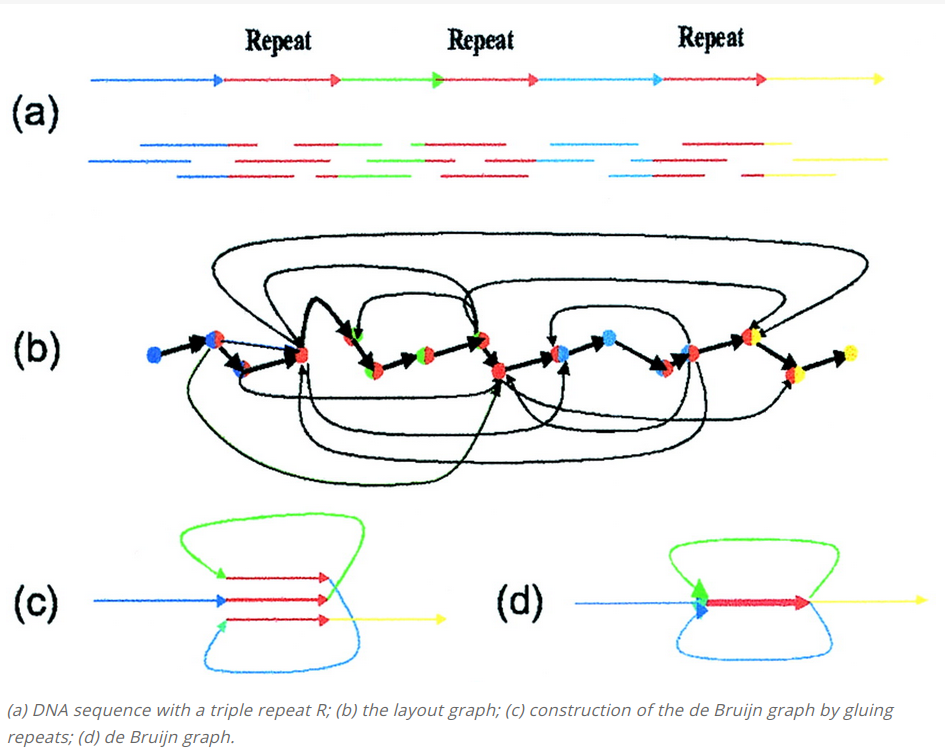 Repeat Repeat Repeat
(a)
(b)
(c) (d)
(a) DNA sequence with a triple repeat R; (b) the layout graph; (c) construction of the de Bruijn graph by gluing
repeats; (d) de Bruijn graph.